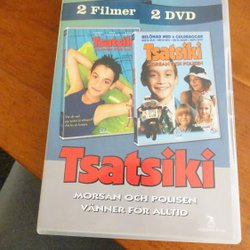 2 Filmer
2 DVD
Tsatsiki
BELÖNAD MED 4 GULDBAGGAR
Tsatsiki
MORSAN OCH POLISEN
Tsatsiki
MORSAN OCH POLISEN
VÄNNER FÖR ALLTID